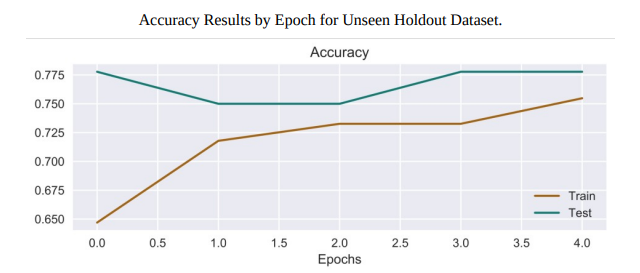 Accuracy Results by Epoch for Unseen Holdout Dataset.
Accuracy
0.775
0.750
0.725
0.700
0.675
0.650
Train
Test
0.0 0.5 1.0 1.5 2.0 2.5 3.0 3.5 4.0
Epochs